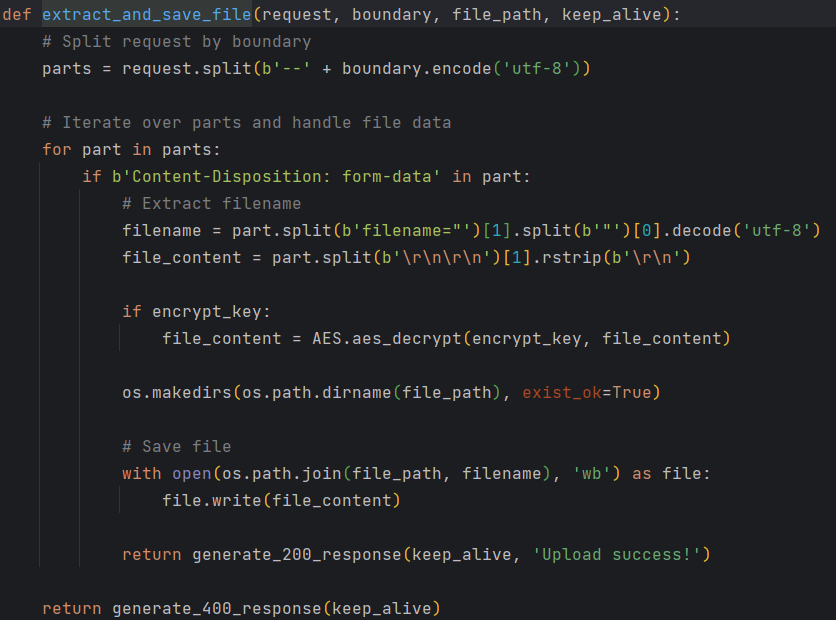 def extract_and_save_file(request, boundary, file_path, keep_alive):
    # Split request by boundary
    parts = request.split(b'--' + boundary.encode('utf-8'))

    # Iterate over parts and handle file data
    for part in parts:
        if b'Content-Disposition: form-data' in part:
            # Extract filename
            filename = part.split(b'filename="')[1].split(b'"')[0].decode('utf-8')
            file_content = part.split(b'\r\n\r\n')[1].rstrip(b'\r\n')

            if encrypt_key:
                file_content = AES.aes_decrypt(encrypt_key, file_content)

            os.makedirs(os.path.dirname(file_path), exist_ok=True)

            # Save file
            with open(os.path.join(file_path, filename), 'wb') as file:
                file.write(file_content)

            return generate_200_response(keep_alive, 'Upload success!')

    return generate_400_response(keep_alive)